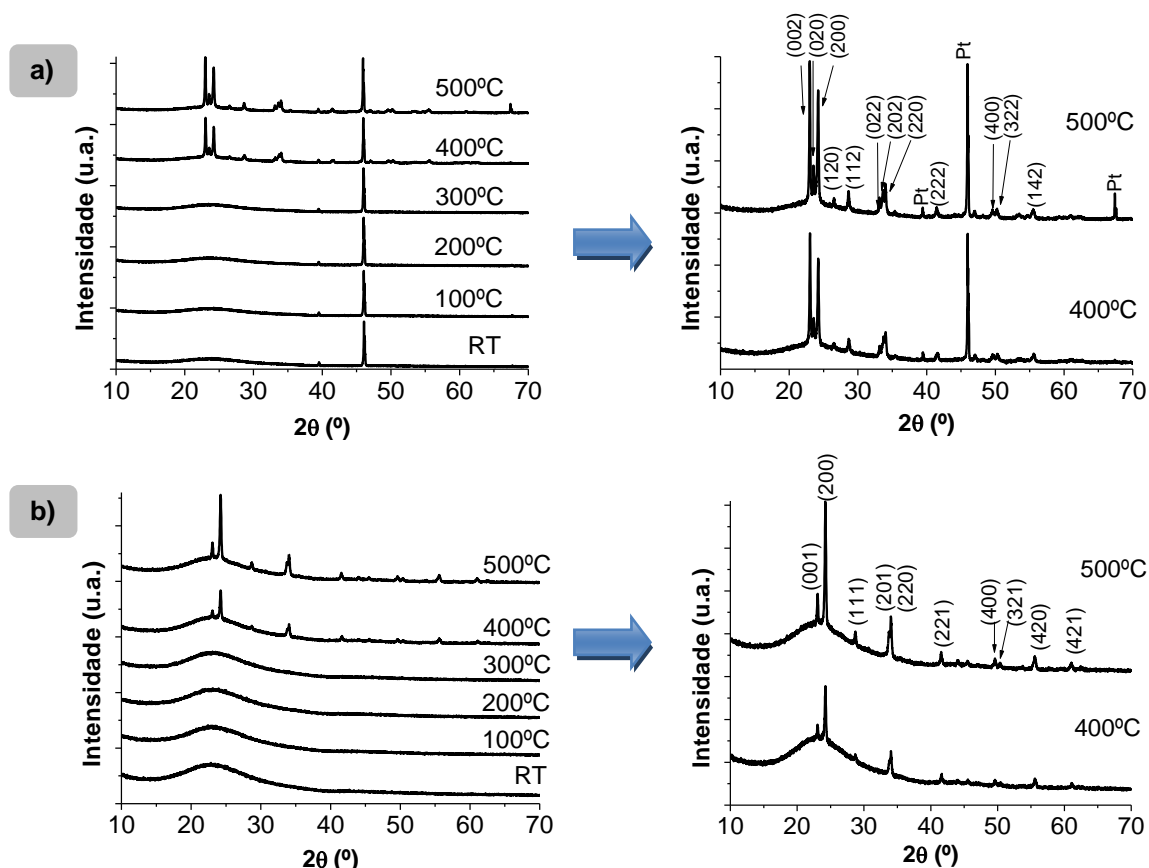 a)
Intensidade (u.a.)
500ºC
400ºC
300ºC
200ºC
100ºC
RT
10 20 30 40 50 60 70
2θ (º)
Intensidade (u.a.)
(002)
(020)
(200)
(120)
(112)
(022)
(202)
(220)
Pt
(222)
Pt
(400)
(322)
(142)
Pt
500ºC
400ºC
10 20 30 40 50 60 70
2θ (º)
b)
Intensidade (u.a.)
500ºC
400ºC
300ºC
200ºC
100ºC
RT
10 20 30 40 50 60 70
2θ (º)
Intensidade (u.a.)
(001)
(200)
(111)
(201)
(220)
(221)
(400)
(321)
(420)
(421)
500ºC
400ºC
10 20 30 40 50 60 70
2θ (º)